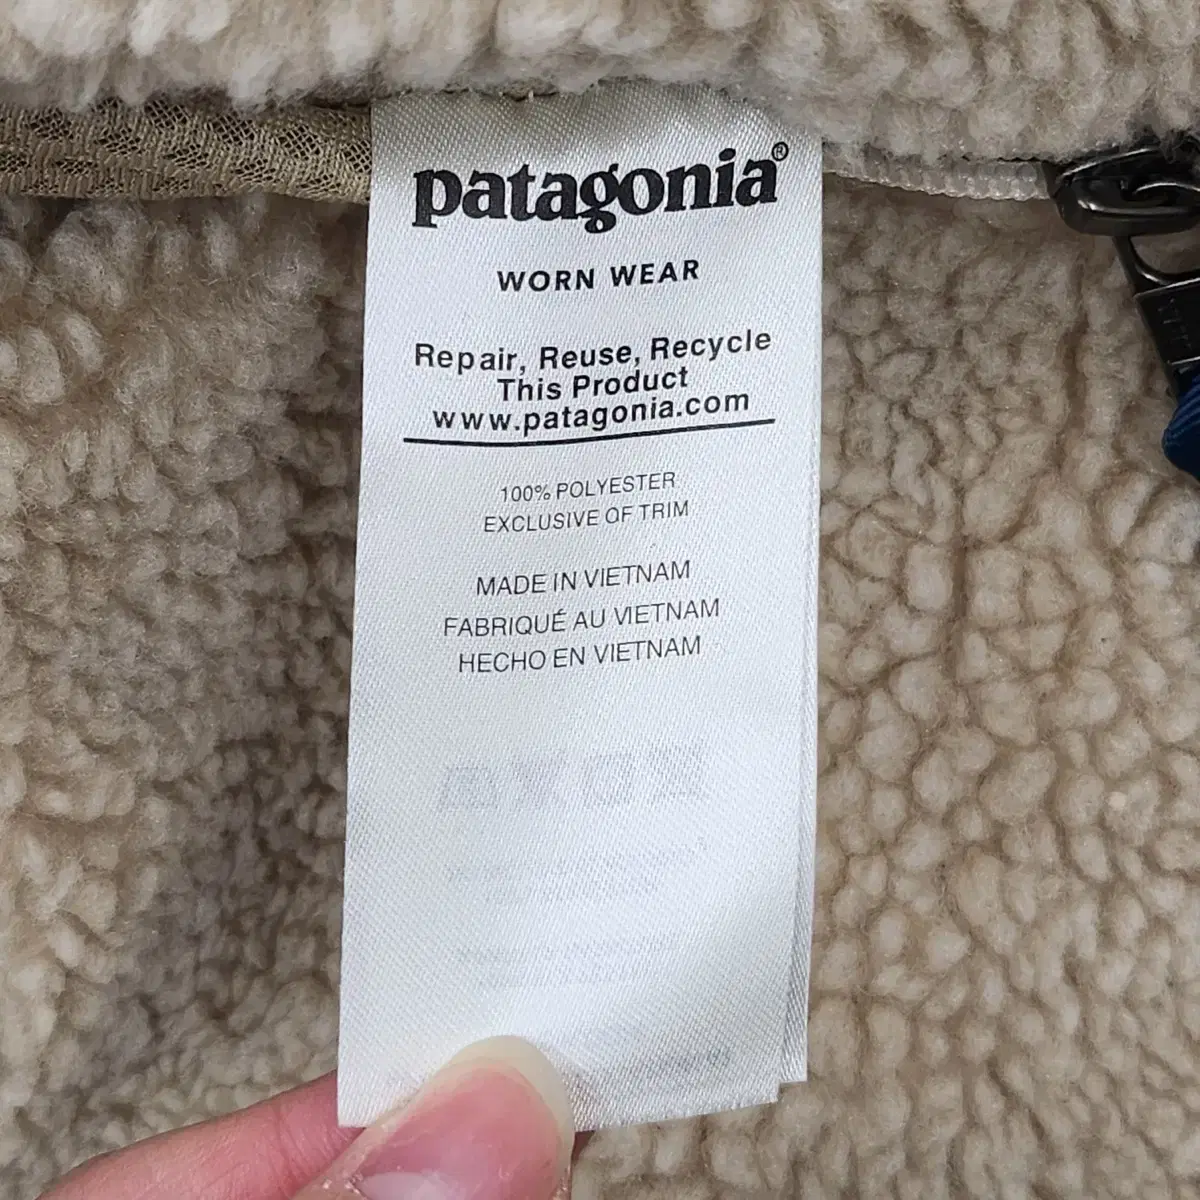 patagonia®
WORN WEAR
Repair, Reuse, Recycle
This Product
www.patagonia.com
100% POLYESTER
EXCLUSIVE OF TRIM
MADE IN VIETNAM
FABRIQUÉ AU VIETNAM
HECHO EN VIETNAM